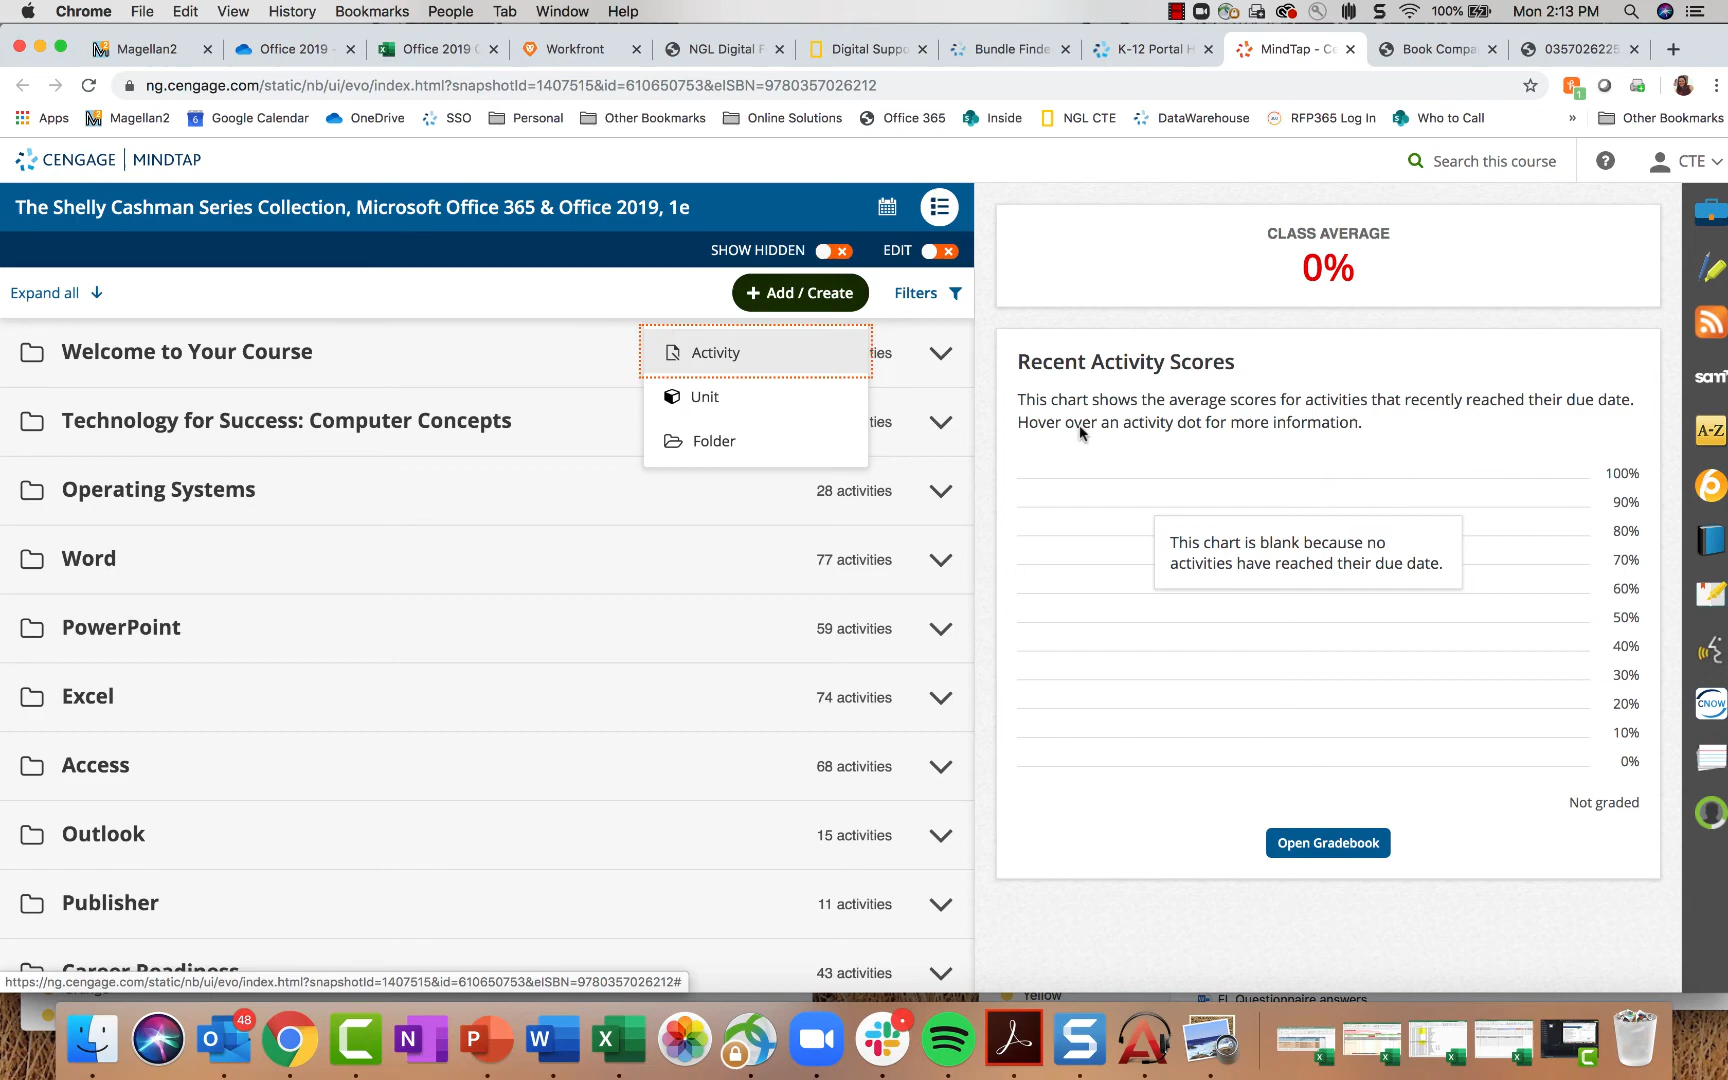 Chrome File Edit View History Bookmarks People Tab Window Help 100% Mon 2:13 PM
Magellan2 Office 2019 - Office 2019 Workfront NGL Digital Digital Suppo Bundle Finde K-12 Portal MindTap - Book Compa 0357026225
ng.cengage.com/static/nb/ui/evo/index.html?snapshotId=1407515&id=610650753&eISBN=9780357026212
Apps Magellan2 Google Calendar OneDrive SSO Personal Other Bookmarks Online Solutions Office 365 Inside NGL CTE DataWarehouse RFP365 Log In Who to Call » Other Bookmarks
CENGAGE | MINDTAP Search this course CTE
The Shelly Cashman Series Collection, Microsoft Office 365 & Office 2019, 1e
SHOW HIDDEN EDIT
Expand all + Add / Create Filters
Welcome to Your Course
Technology for Success: Computer Concepts
Activity
Unit
Folder
Operating Systems 28 activities
Word 77 activities
PowerPoint 59 activities
Excel 74 activities
Access 68 activities
Outlook 15 activities
Publisher 11 activities
Career Readiness 43 activities
CLASS AVERAGE
0%
Recent Activity Scores
This chart shows the average scores for activities that recently reached their due date.
Hover over an activity dot for more information.
100%
90%
80%
70%
60%
50%
40%
30%
20%
10%
0%
This chart is blank because no
activities have reached their due date.
Not graded
Open Gradebook
sam
A-Z
CNOW
https://ng.cengage.com/static/nb/ui/evo/index.html?snapshotId=1407515&id=610650753&eISBN=9780357026212#
Yellow
EL Questionnaire answers
48